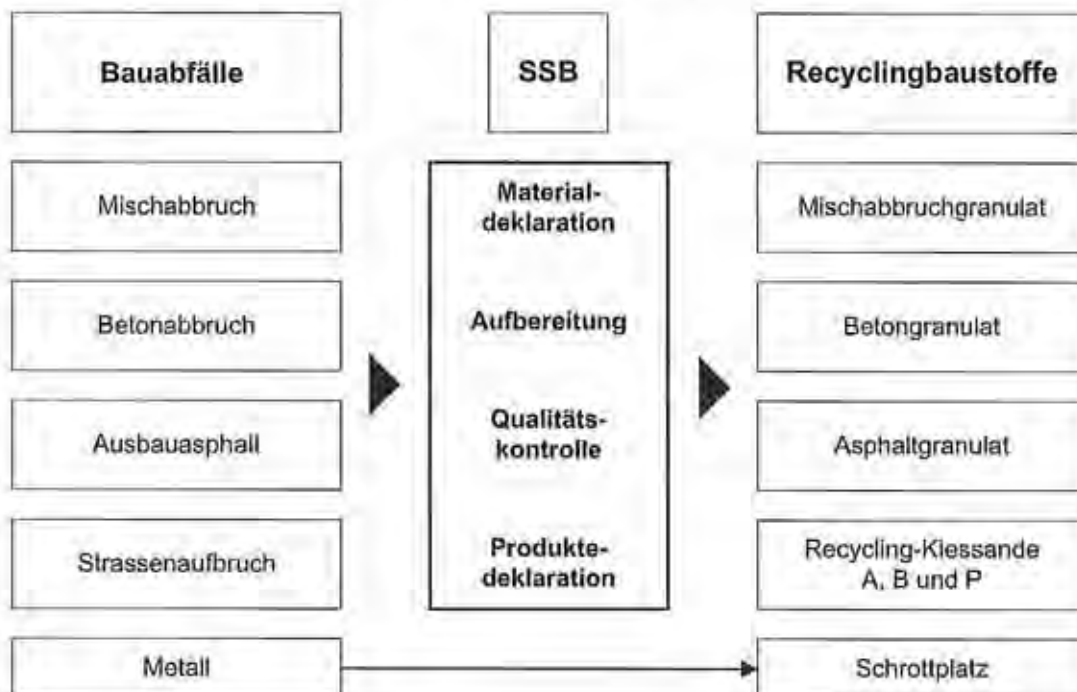 Bauabfälle
SSB
Recyclingbaustoffe
Mischabbruch
Material-
deklaration
Mischabbruchgranulat
Betonabbruch
Aufbereitung
Betongranulat
Ausbauasphall
Qualitäts-
kontrolle
Asphaltgranulat
Strassenaufbruch
Produkte-
deklaration
Recycling-Kiessande
A, B und P
Metall
Schrottplatz